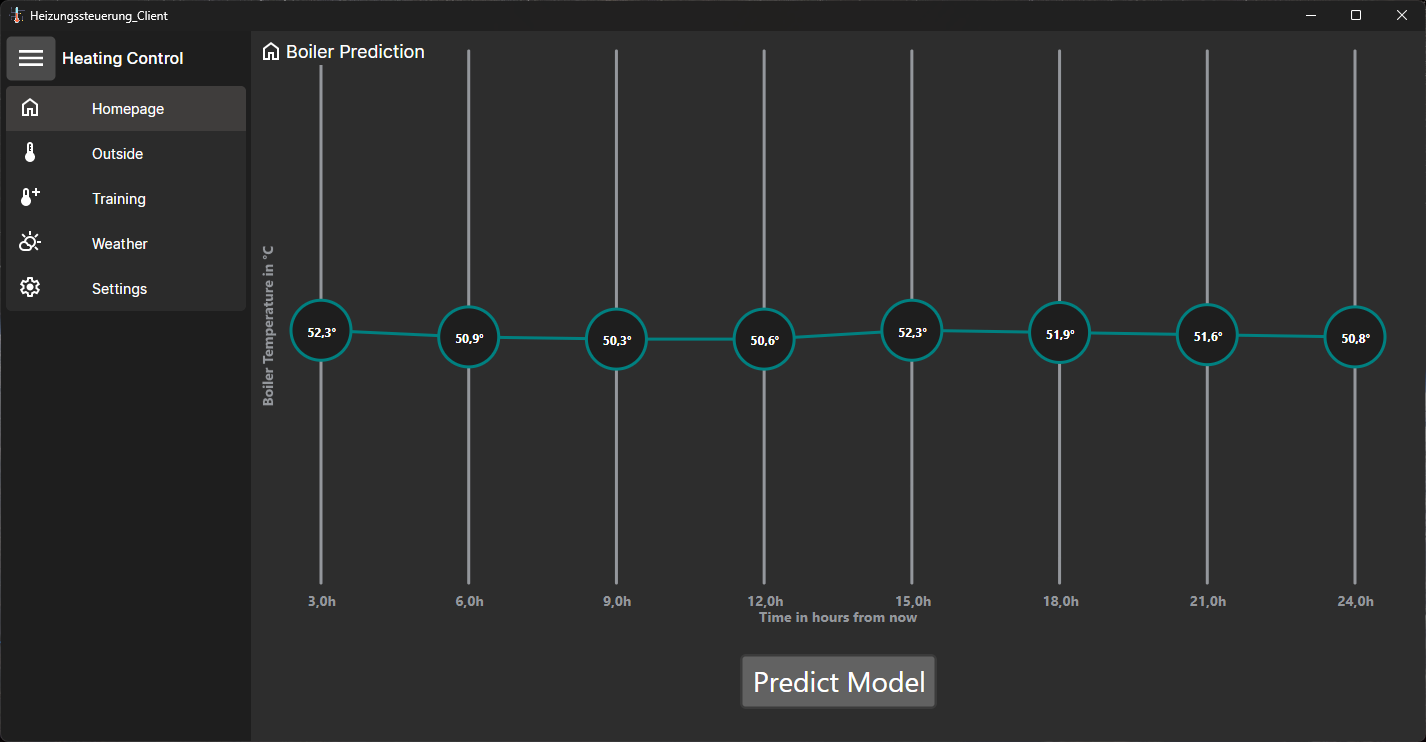 Heizungssteuerung_Client
Heating Control
Homepage
Outside
Training
Weather
Settings
Boiler Prediction
Boiler Temperature in °C
52,3°
50,9°
50,3°
50,6°
52,3°
51,9°
51,6°
50,8°
3,0h 6,0h 9,0h 12,0h 15,0h 18,0h 21,0h 24,0h
Time in hours from now
Predict Model